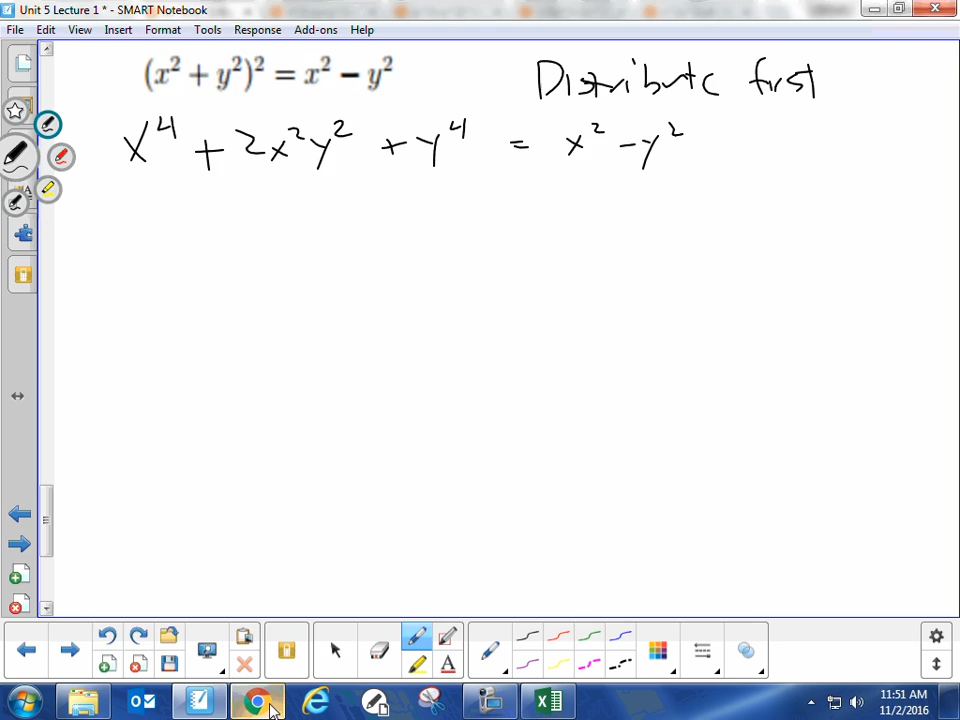 Unit 5 Lecture 1 * - SMART Notebook
File Edit View Insert Format Tools Response Add-ons Help
(x² + y²)² = x² − y² Distribute first
x⁴ + 2x²y² + y⁴ = x² − y²
11:51 AM
11/2/2016